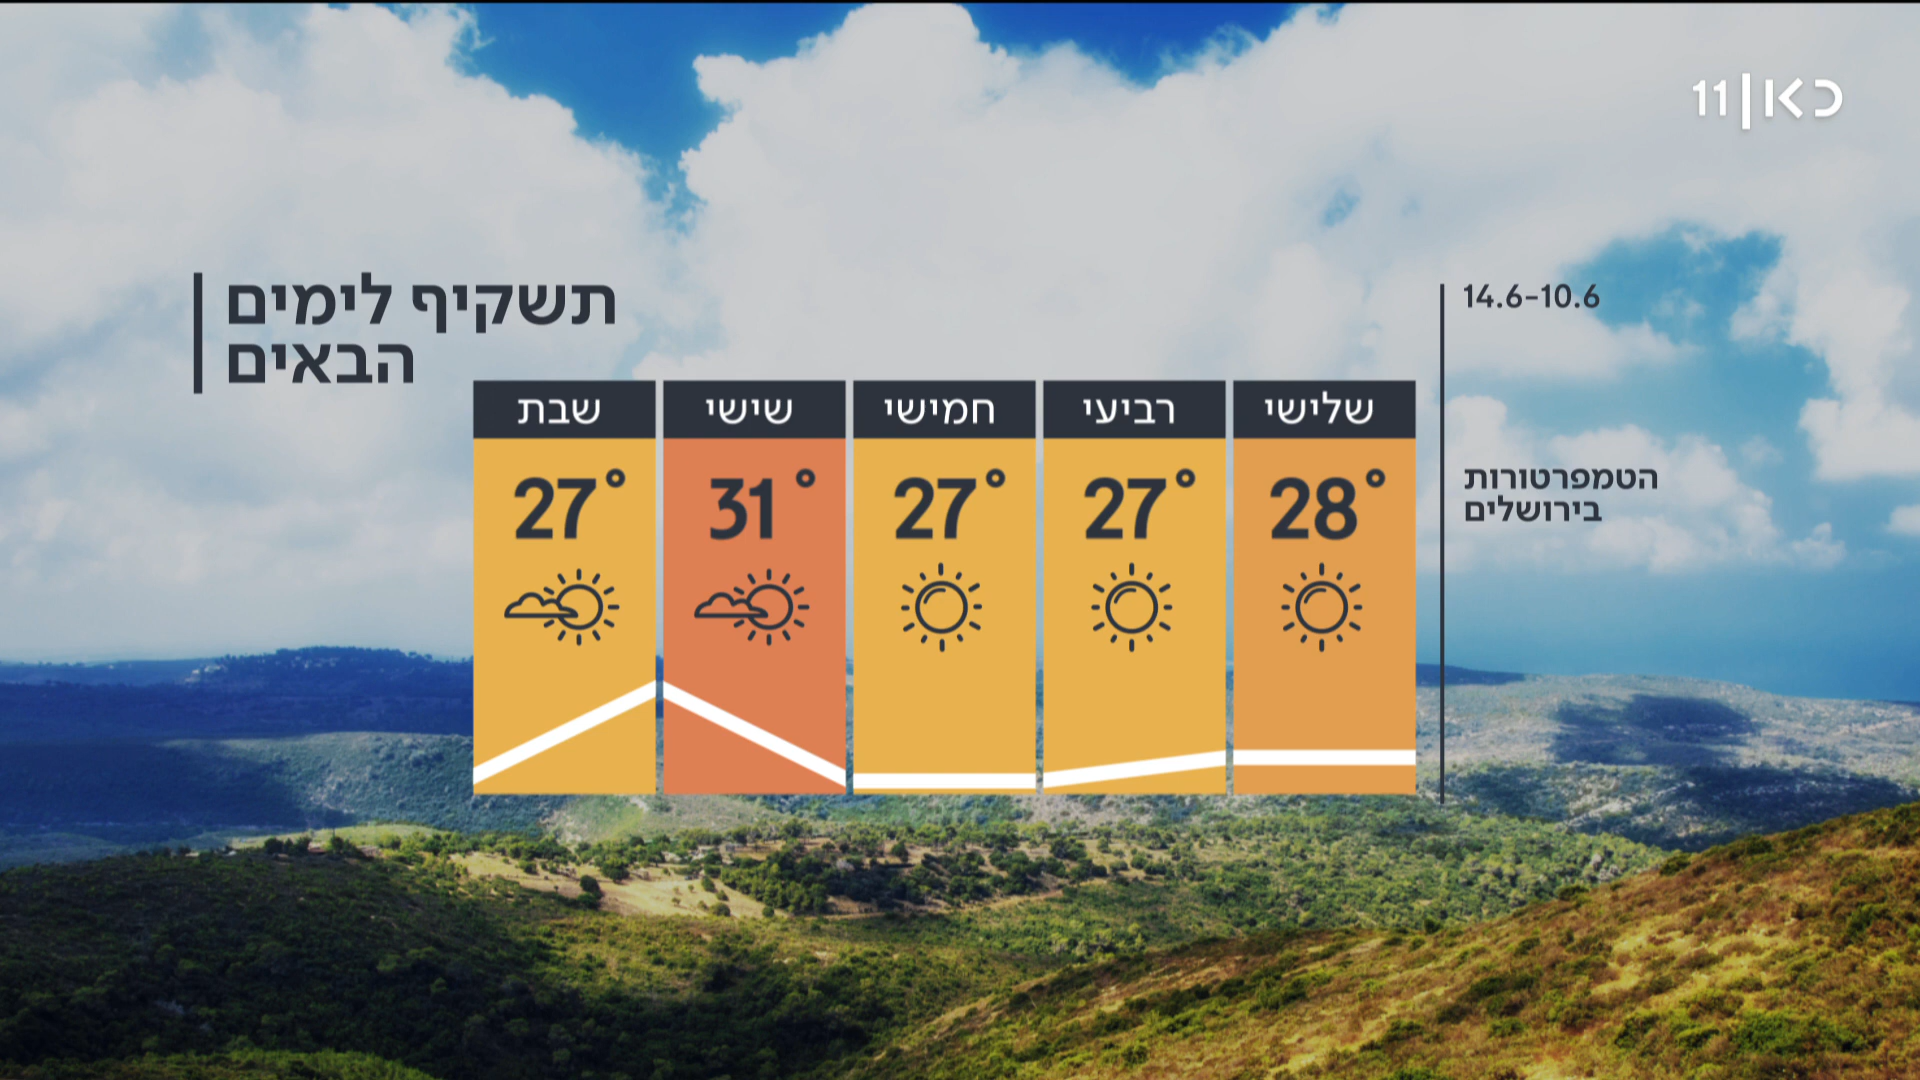 כאן 11
תשקיף לימים
הבאים
14.6-10.6
הטמפרטורות
בירושלים
שלישי
28°
רביעי
27°
חמישי
27°
שישי
31°
שבת
27°